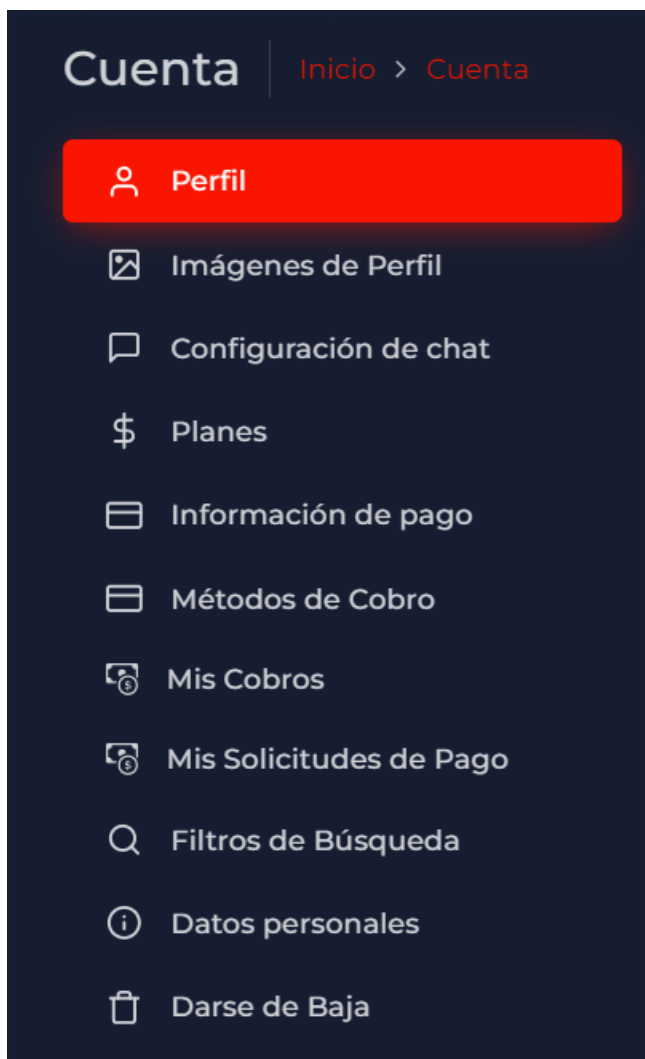 Cuenta Inicio > Cuenta
Perfil
Imágenes de Perfil
Configuración de chat
Planes
Información de pago
Métodos de Cobro
Mis Cobros
Mis Solicitudes de Pago
Filtros de Búsqueda
Datos personales
Darse de Baja